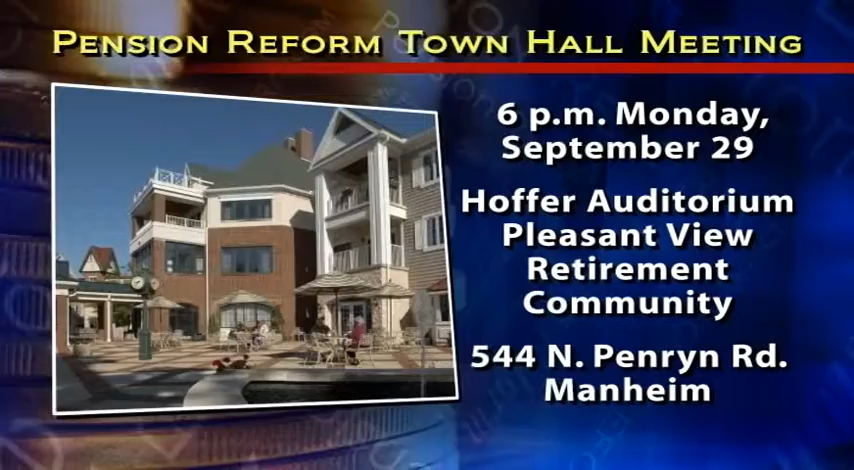 Pension Reform Town Hall Meeting
6 p.m. Monday,
September 29
Hoffer Auditorium
Pleasant View
Retirement
Community
544 N. Penryn Rd.
Manheim